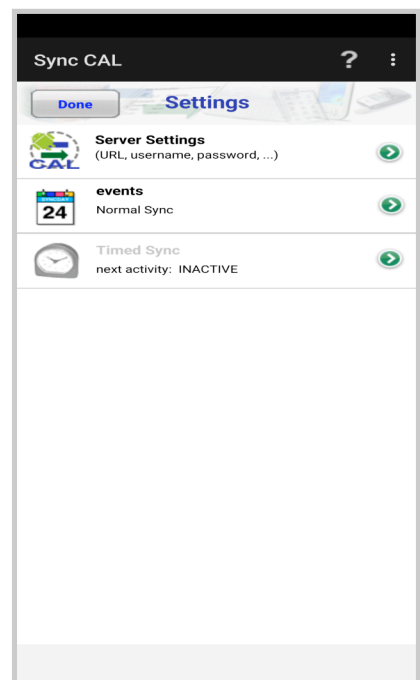 Sync CAL ?
Done Settings
CAL
Server Settings
(URL, username, password, ...)
SYNCDAY
24
events
Normal Sync
Timed Sync
next activity: INACTIVE